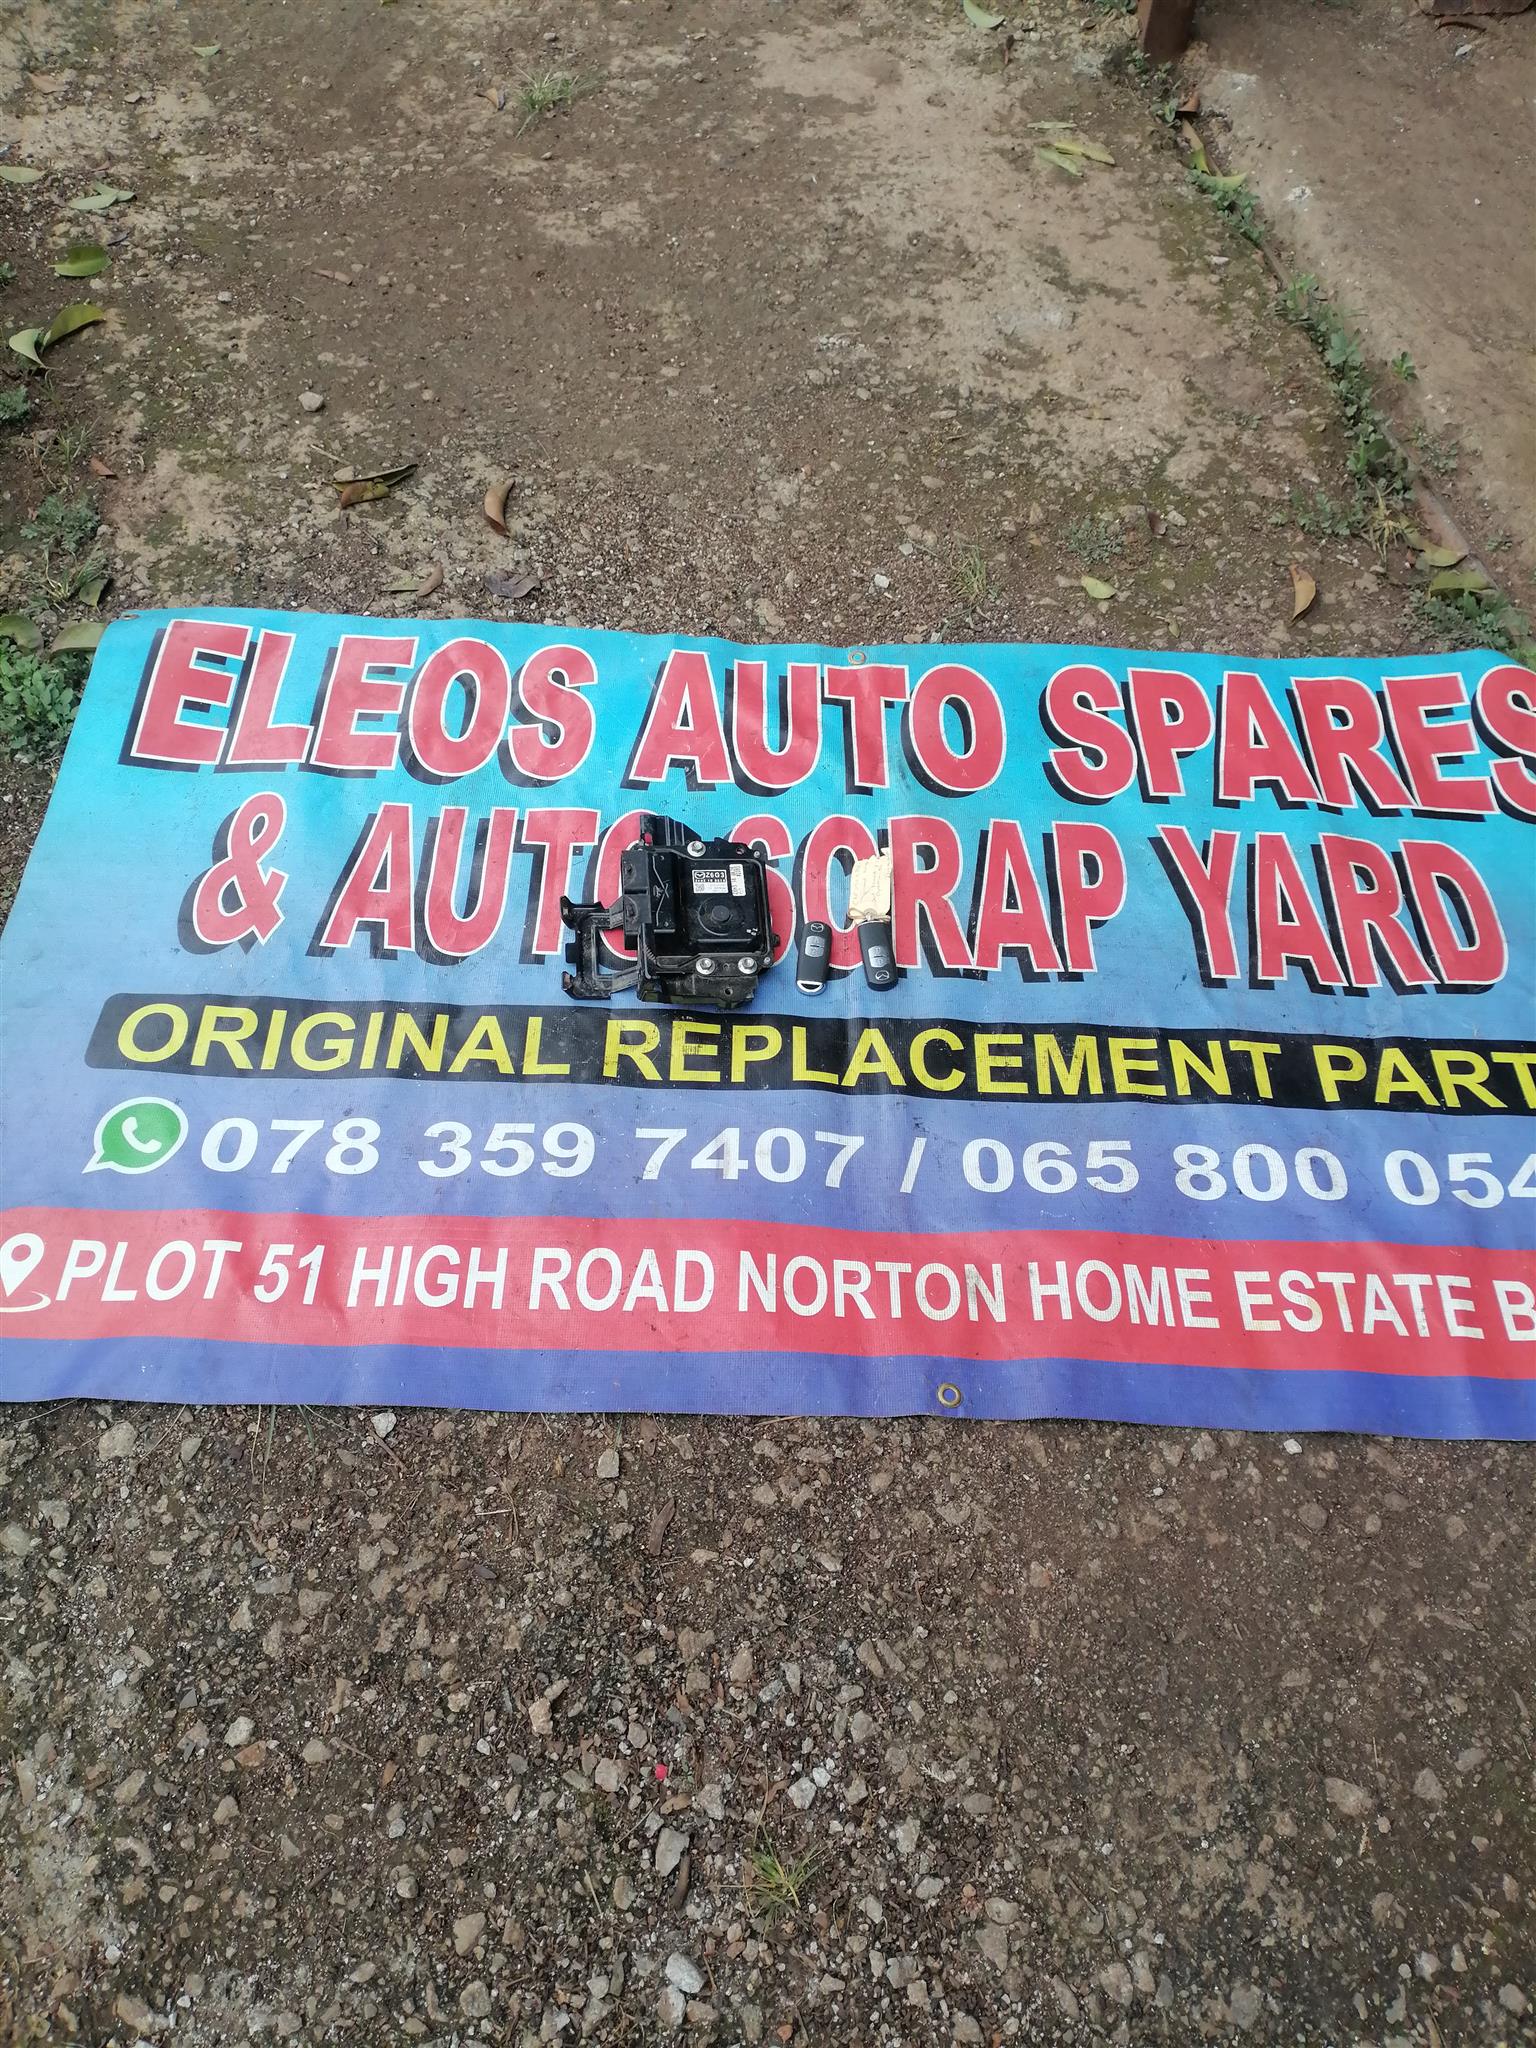 ELEOS AUTO SPARES
& AUTO SCRAP YARD
Z6G3
ORIGINAL REPLACEMENT PART
078 359 7407 / 065 800 054
PLOT 51 HIGH ROAD NORTON HOME ESTATE B